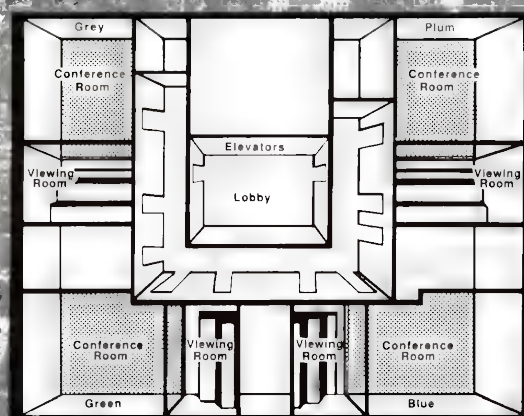 Grey
Plum
Conference
Room
Conference
Room
Elevators
Viewing
Room
Lobby
Viewing
Room
Conference
Room
Viewing
Room
Viewing
Room
Conference
Room
Green
Blue